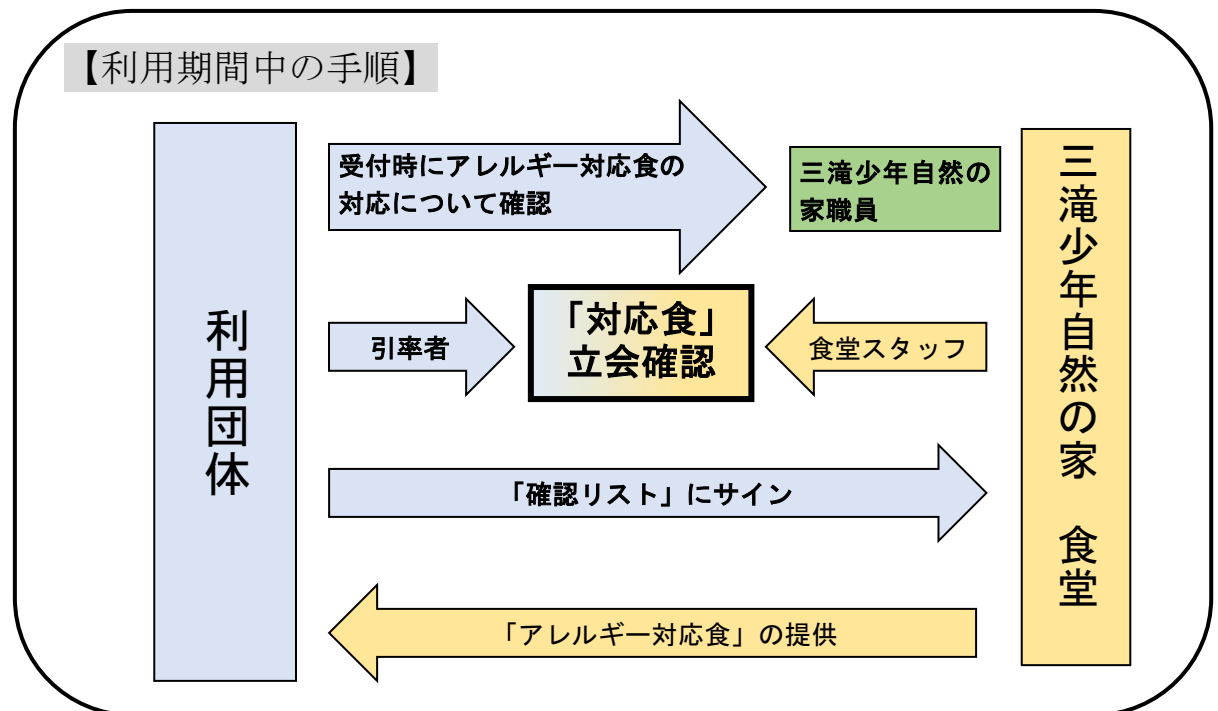 【利用期間中の手順】
利用団体
受付時にアレルギー対応食の
対応について確認
三滝少年自然の
家職員
三滝少年自然の家　食堂
引率者
「対応食」
立会確認
食堂スタッフ
「確認リスト」にサイン
「アレルギー対応食」の提供